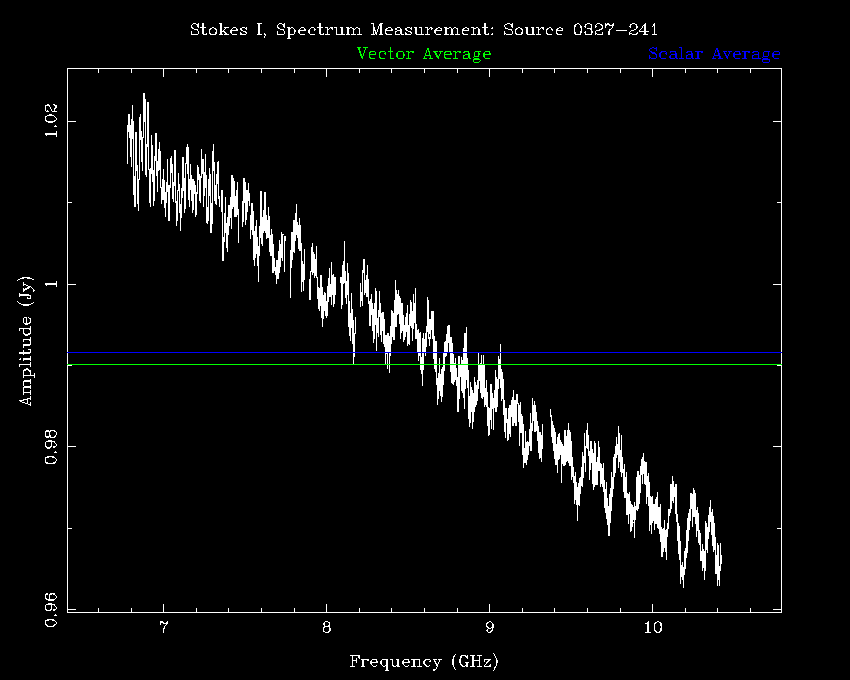 Stokes I, Spectrum Measurement: Source 0327-241
Vector Average Scalar Average
1.02
1
0.98
0.96
Amplitude (Jy)
7 8 9 10
Frequency (GHz)